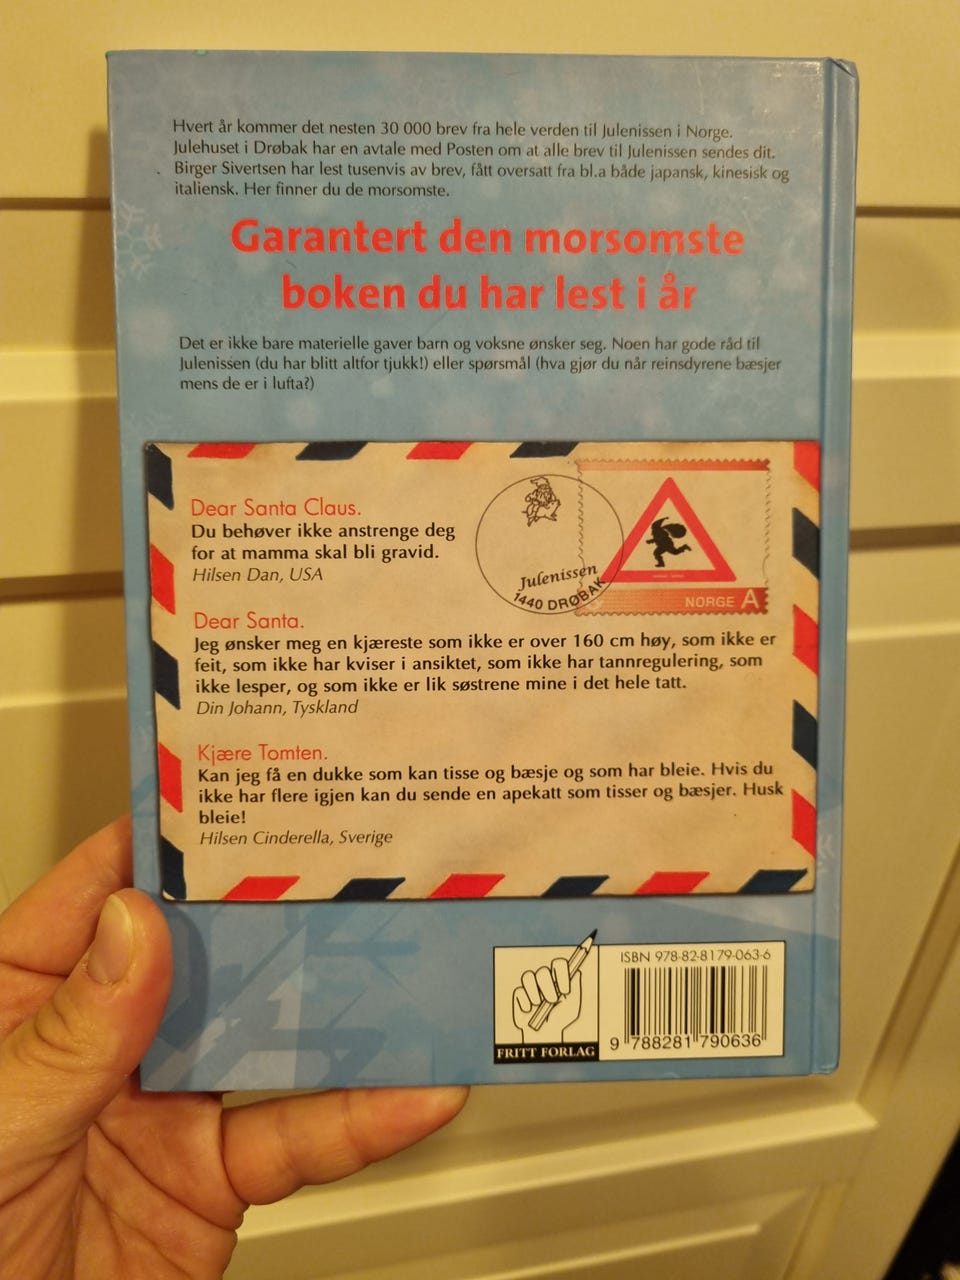 Hvert år kommer det nesten 30 000 brev fra hele verden til Julenissen i Norge.
Julehuset i Drøbak har en avtale med Posten om at alle brev til Julenissen sendes dit.
Birger Sivertsen har lest tusenvis av brev, fått oversatt fra bl.a både japansk, kinesisk og
italiensk. Her finner du de morsomste.
Garantert den morsomste
boken du har lest i år
Det er ikke bare materielle gaver barn og voksne ønsker seg. Noen har gode råd til
Julenissen (du har blitt altfor tjukk!) eller spørsmål (hva gjør du når reinsdyrene bæsjer
mens de er i lufta?)
Dear Santa Claus.
Du behøver ikke anstrenge deg
for at mamma skal bli gravid.
Hilsen Dan, USA
Julenissen
1440 DRØBAK
NORGE A
Dear Santa.
Jeg ønsker meg en kjæreste som ikke er over 160 cm høy, som ikke er
feit, som ikke har kviser i ansiktet, som ikke har tannregulering, som
ikke lesper, og som ikke er lik søstrene mine i det hele tatt.
Din Johann, Tyskland
Kjære Tomten.
Kan jeg få en dukke som kan tisse og bæsje og som har bleie. Hvis du
ikke har flere igjen kan du sende en apekatt som tisser og bæsjer. Husk
bleie!
Hilsen Cinderella, Sverige
FRITT FORLAG
ISBN 978-82-8179-063-6
9 788281 790636